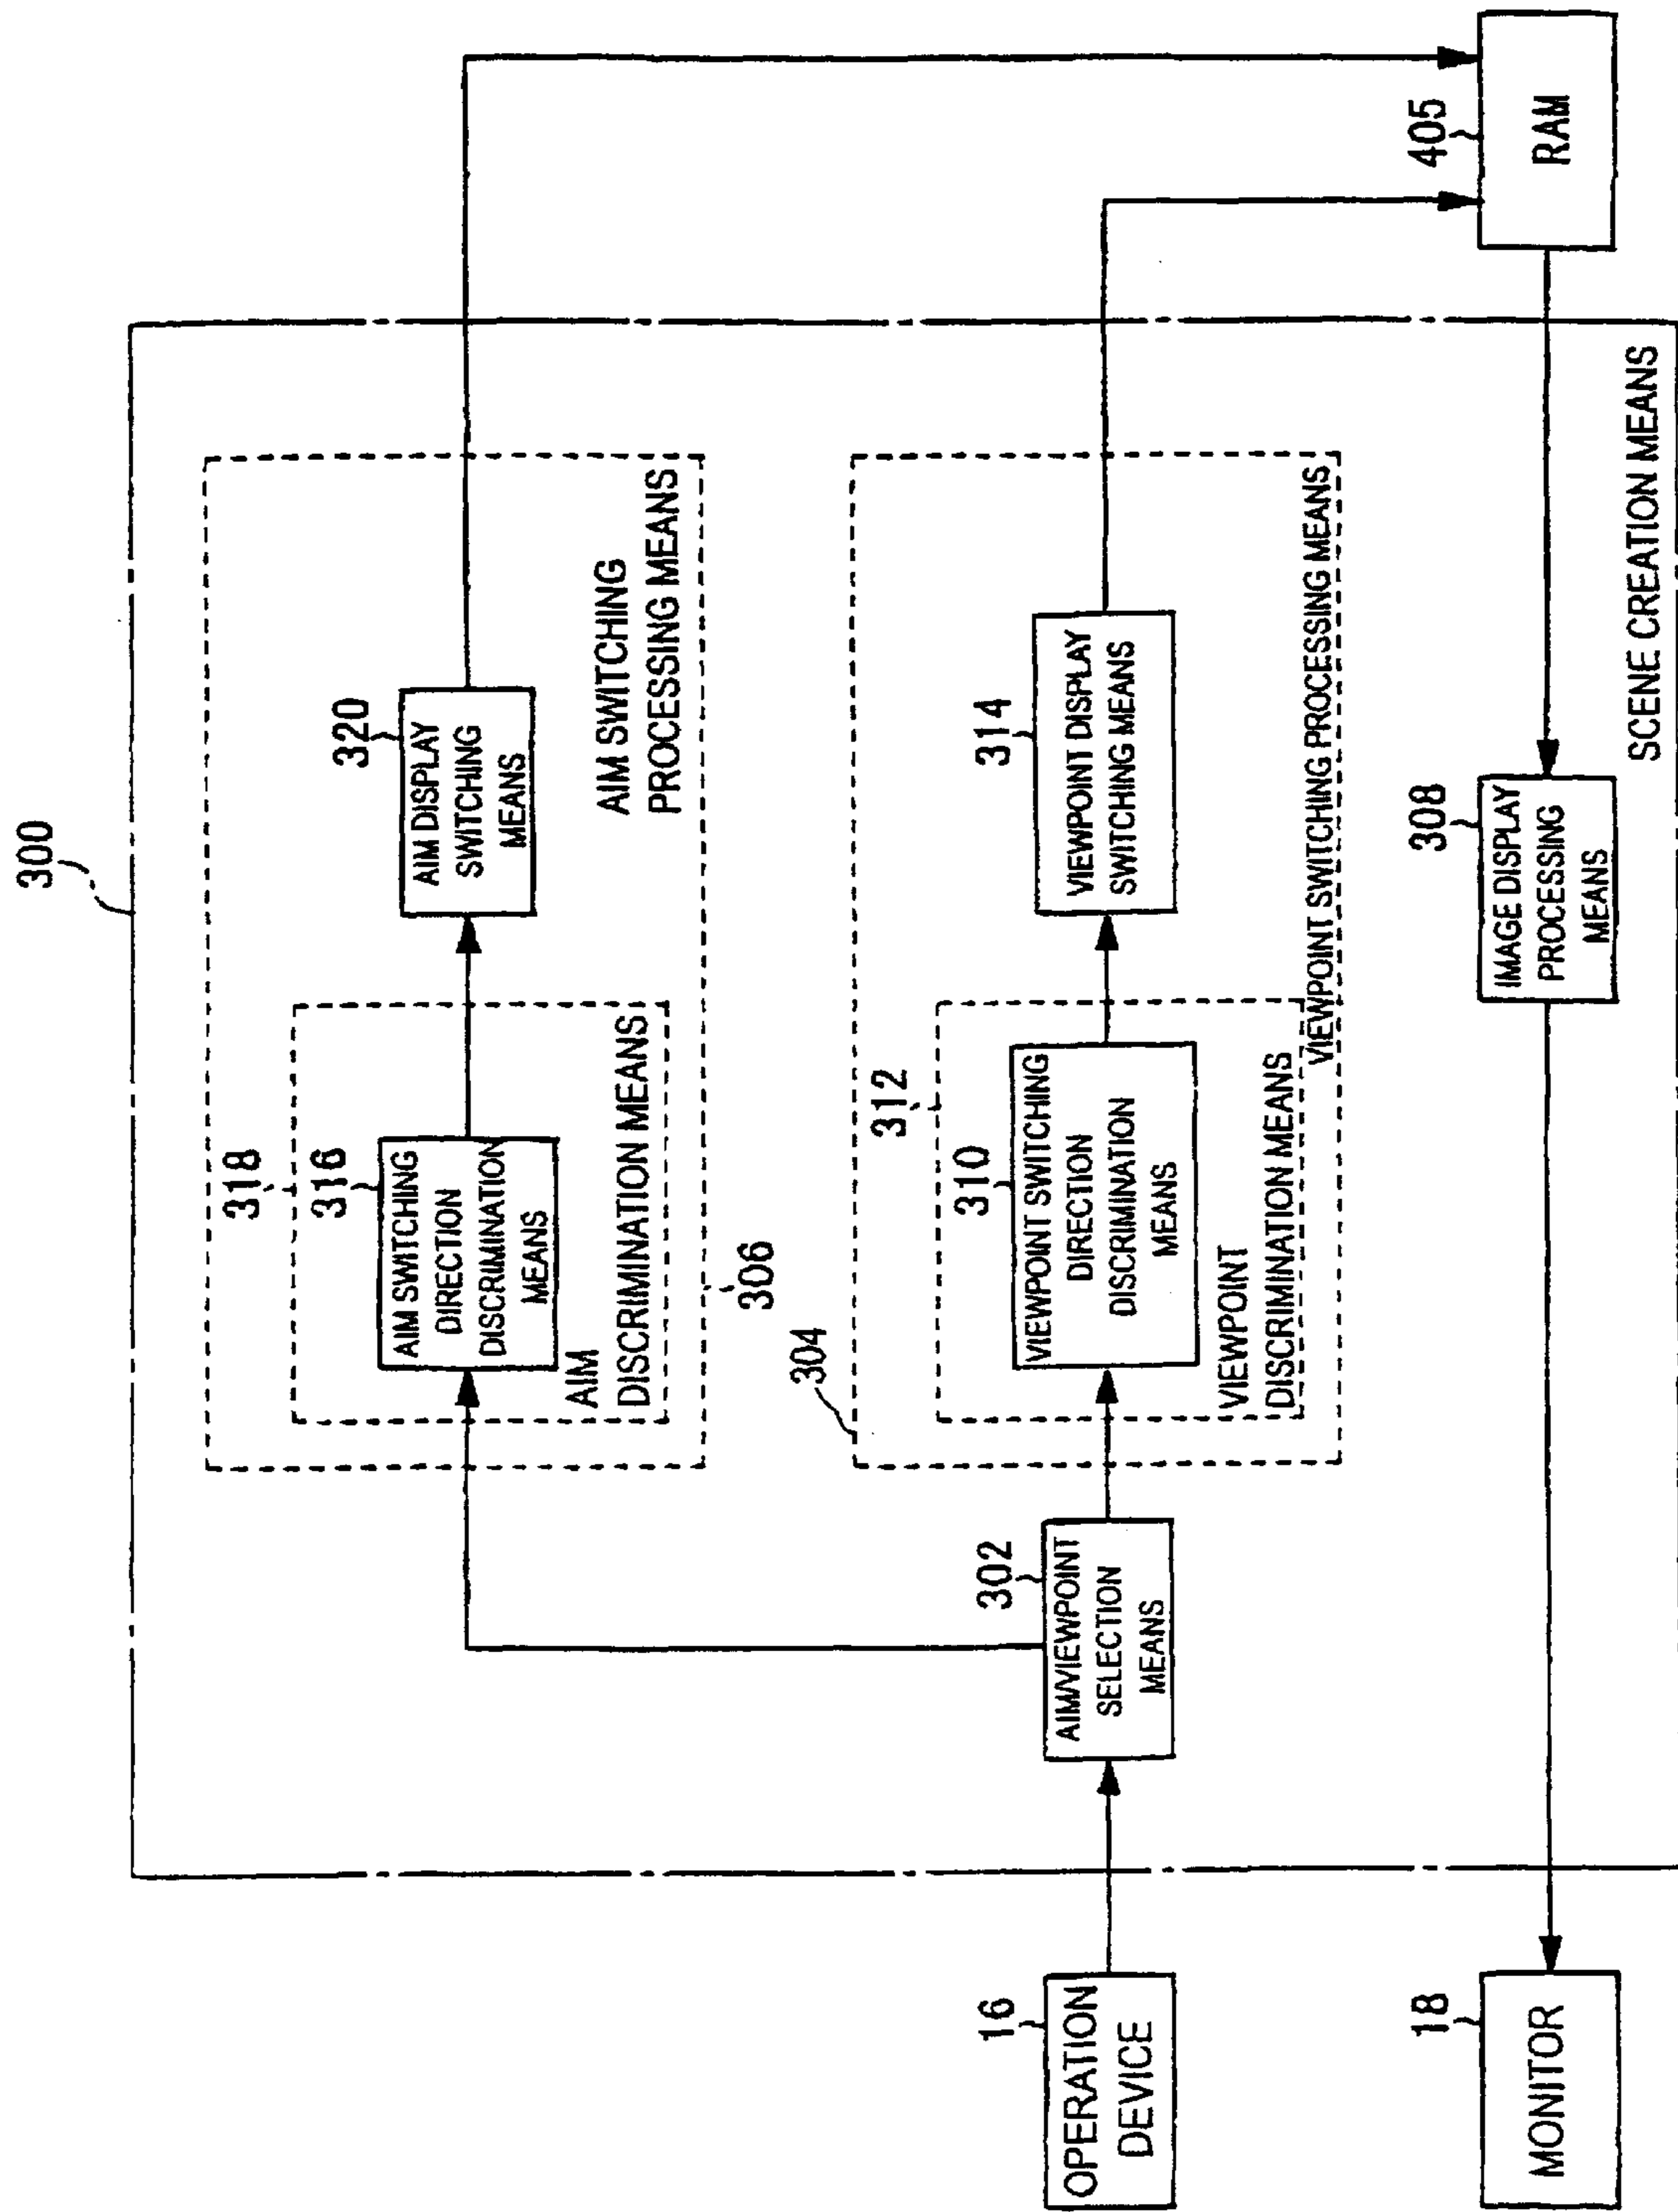 300
318
316
AIM SWITCHING
DIRECTION
DISCRIMINATION
MEANS
AIM
DISCRIMINATION MEANS
320
AIM DISPLAY
SWITCHING
MEANS
AIM SWITCHING
PROCESSING MEANS
306
304
312
310
VIEWPOINT SWITCHING
DIRECTION
DISCRIMINATION
MEANS
VIEWPOINT
DISCRIMINATION MEANS
314
VIEWPOINT DISPLAY
SWITCHING MEANS
VIEWPOINT SWITCHING PROCESSING MEANS
16
OPERATION
DEVICE
302
AIM/VIEWPOINT
SELECTION
MEANS
405
RAM
18
MONITOR
308
IMAGE DISPLAY
PROCESSING
MEANS
SCENE CREATION MEANS